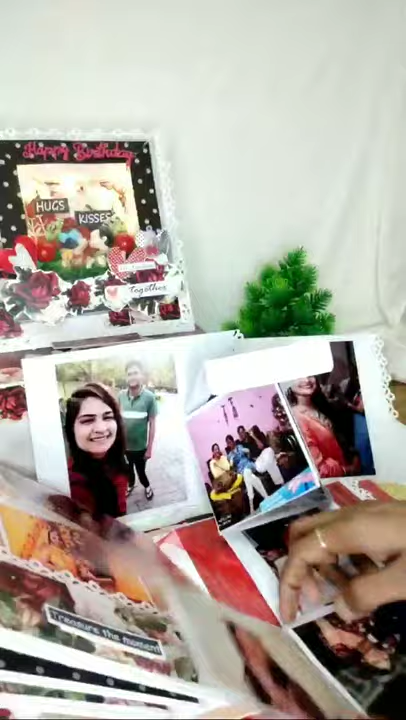 Happy Birthday
HUGS
KISSES
Together
Treasure the moment